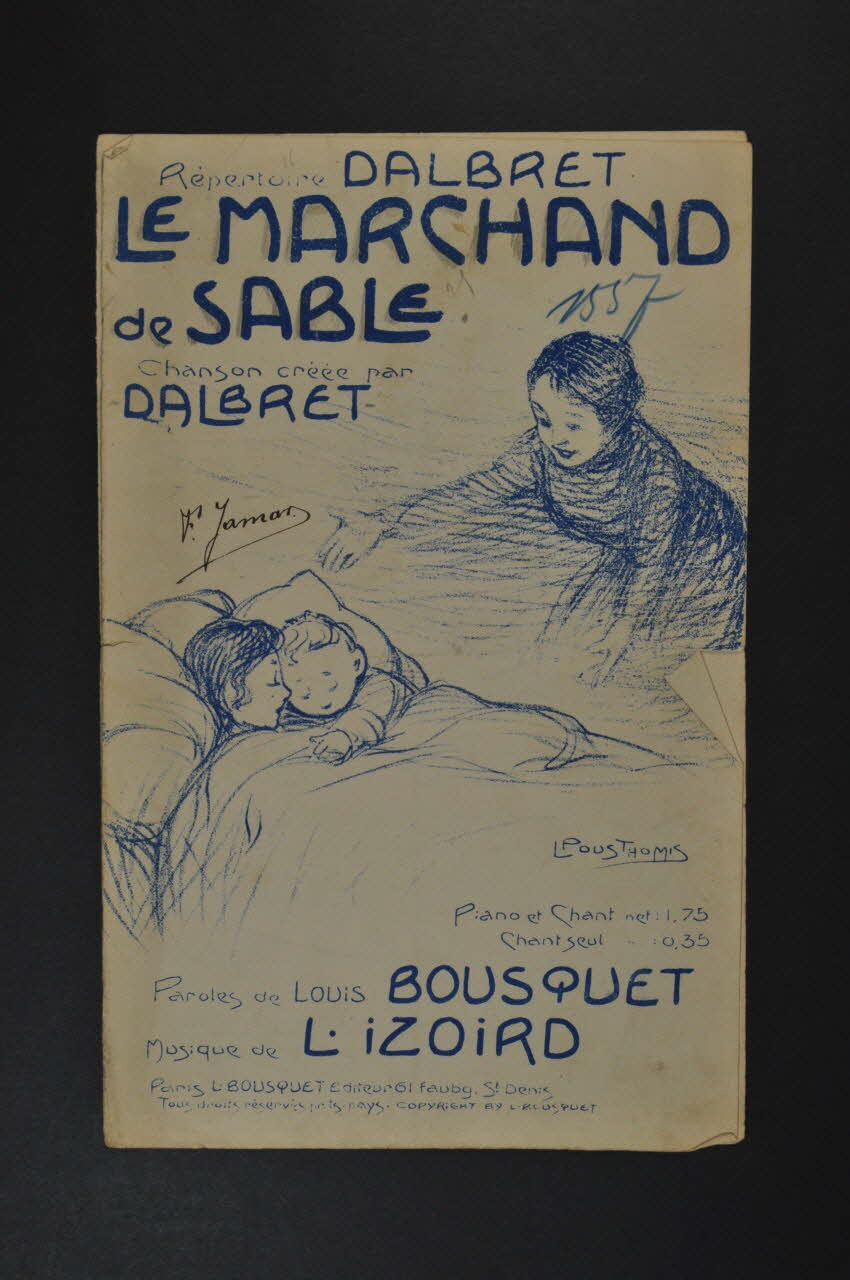 Répertoire DALBRET
LE MARCHAND
de SABLE
1557
Chanson créée par
DALBRET
Jamar
L POUSTHOMIS
Piano et Chant net: 1,75
Chant seul " : 0,35
Paroles de LOUIS BOUSQUET
Musique de L. IZOIRD
Paris L. BOUSQUET Editeur 61 Faubg. St Denis
Tous droits réservés pr ts. pays. COPYRIGHT BY L. BOUSQUET